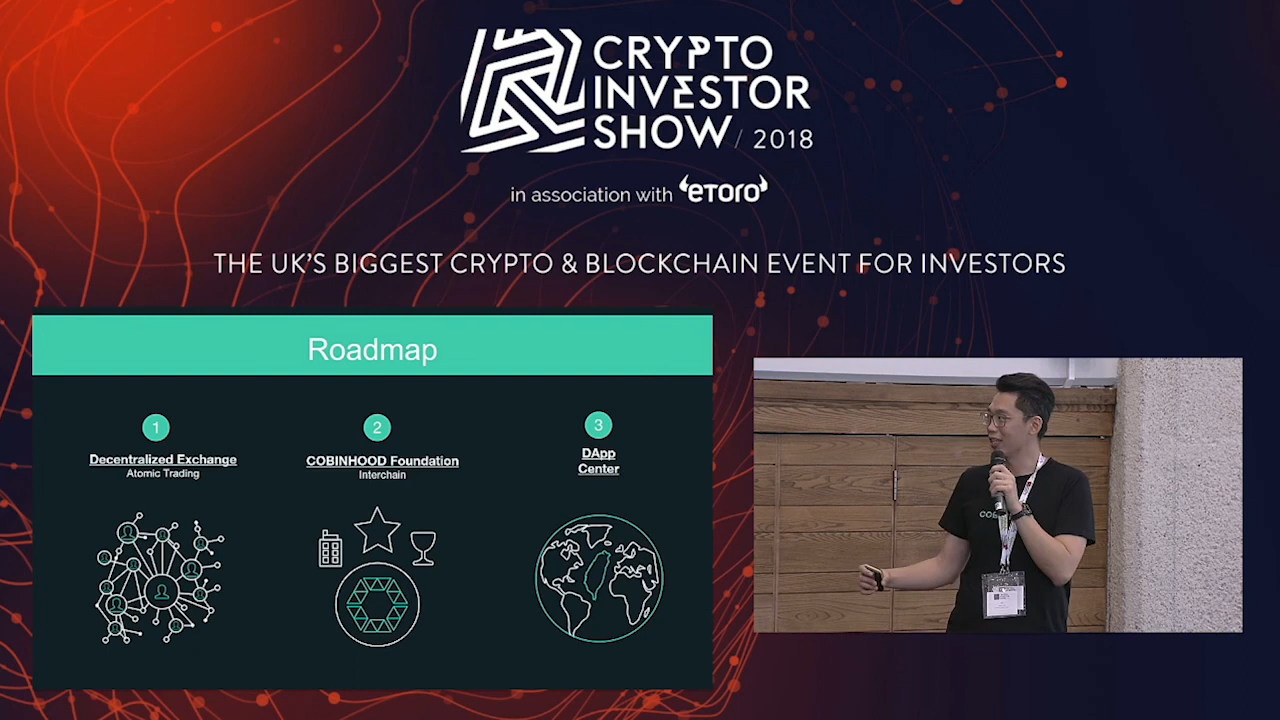 CRYPTO
INVESTOR
SHOW / 2018
in association with eTORO
THE UK'S BIGGEST CRYPTO & BLOCKCHAIN EVENT FOR INVESTORS
Roadmap
1
2
3
Decentralized Exchange
Atomic Trading
COBINHOOD Foundation
Interchain
DApp
Center